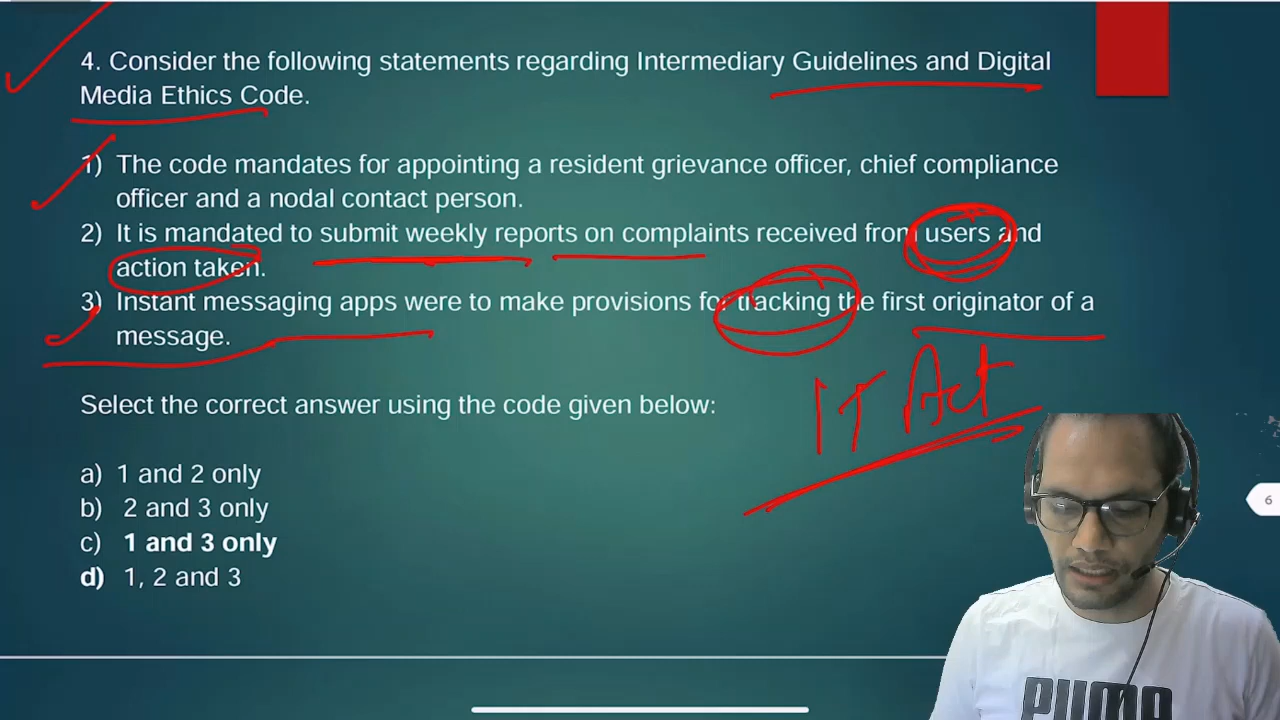 4. Consider the following statements regarding Intermediary Guidelines and Digital
Media Ethics Code.
1) The code mandates for appointing a resident grievance officer, chief compliance
officer and a nodal contact person.
2) It is mandated to submit weekly reports on complaints received from users and
action taken.
3) Instant messaging apps were to make provisions for tracking the first originator of a
message.
IT Act
Select the correct answer using the code given below:
a) 1 and 2 only
b) 2 and 3 only
c) 1 and 3 only
d) 1, 2 and 3
6
PUMA